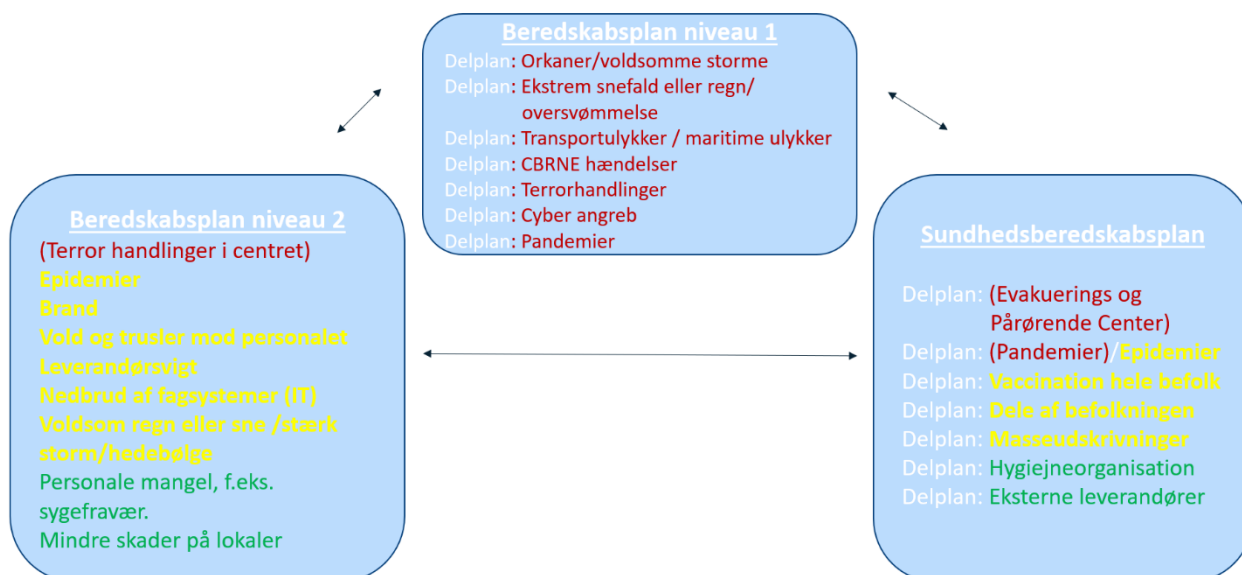 Beredskabsplan niveau 1
Delplan: Orkaner/voldsomme storme
Delplan: Ekstrem snefald eller regn/
oversvømmelse
Delplan: Transportulykker / maritime ulykker
Delplan: CBRNE hændelser
Delplan: Terrorhandlinger
Delplan: Cyber angreb
Delplan: Pandemier
Beredskabsplan niveau 2
(Terror handlinger i centret)
Epidemier
Brand
Vold og trusler mod personalet
Leverandørsvigt
Nedbrud af fagsystemer (IT)
Voldsom regn eller sne /stærk
storm/hedebølge
Personale mangel, f.eks.
sygefravær.
Mindre skader på lokaler
Sundhedsberedskabsplan
Delplan: (Evakuerings og
Pårørende Center)
Delplan: (Pandemier)/Epidemier
Delplan: Vaccination hele befolk
Delplan: Dele af befolkningen
Delplan: Masseudskrivninger
Delplan: Hygiejneorganisation
Delplan: Eksterne leverandører